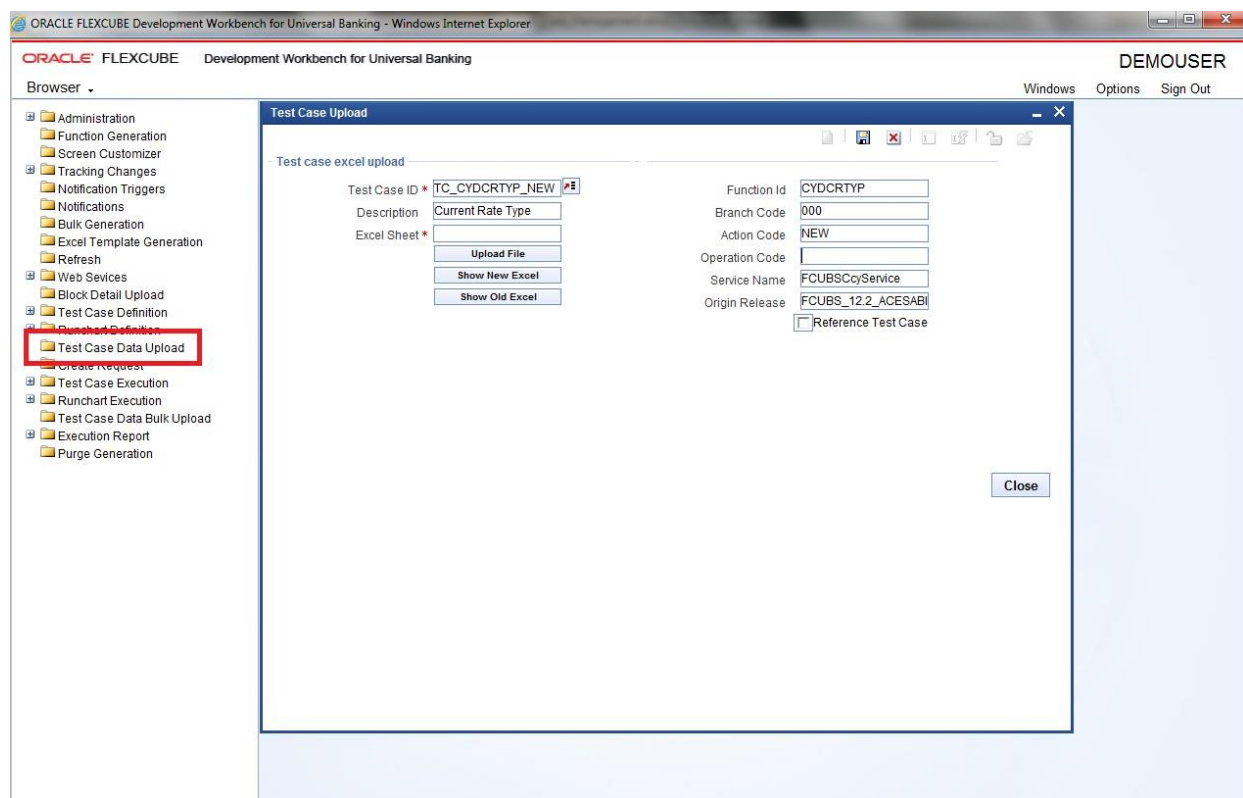 ORACLE FLEXCUBE Development Workbench for Universal Banking - Windows Internet Explorer
ORACLE FLEXCUBE Development Workbench for Universal Banking
DEMOUSER
Browser
Windows Options Sign Out
Administration
Function Generation
Screen Customizer
Tracking Changes
Notification Triggers
Notifications
Bulk Generation
Excel Template Generation
Refresh
Web Sevices
Block Detail Upload
Test Case Definition
Runchart Definition
Test Case Data Upload
Create Request
Test Case Execution
Runchart Execution
Test Case Data Bulk Upload
Execution Report
Purge Generation
Test Case Upload
Test case excel upload
Test Case ID * TC_CYDCRTYP_NEW
Description Current Rate Type
Excel Sheet *
Upload File
Show New Excel
Show Old Excel
Function Id CYDCRTYP
Branch Code 000
Action Code NEW
Operation Code
Service Name FCUBSCcyService
Origin Release FCUBS_12.2_ACESABI
Reference Test Case
Close